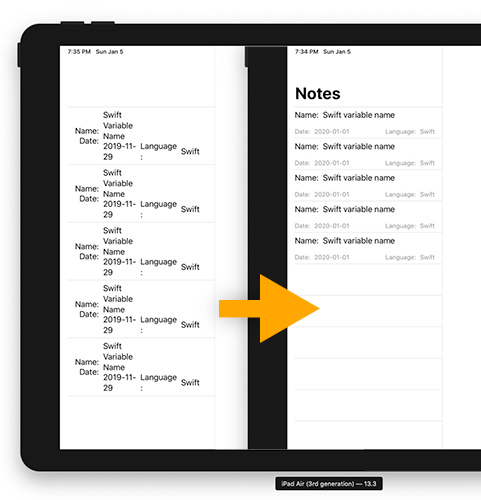 7:35 PM Sun Jan 5
Swift
Variable
Name: Name
Date: 2019-11- Language
29 : Swift
Swift
Variable
Name: Name
Date: 2019-11- Language
29 : Swift
Swift
Variable
Name: Name
Date: 2019-11- Language
29 : Swift
Swift
Variable
Name: Name
Date: 2019-11- Language
29 : Swift
Swift
Variable
Name: Name
Date: 2019-11- Language
29 : Swift
7:34 PM Sun Jan 5
Notes
Name: Swift variable name
Date: 2020-01-01 Language: Swift
Name: Swift variable name
Date: 2020-01-01 Language: Swift
Name: Swift variable name
Date: 2020-01-01 Language: Swift
Name: Swift variable name
Date: 2020-01-01 Language: Swift
Name: Swift variable name
Date: 2020-01-01 Language: Swift
iPad Air (3rd generation) — 13.3